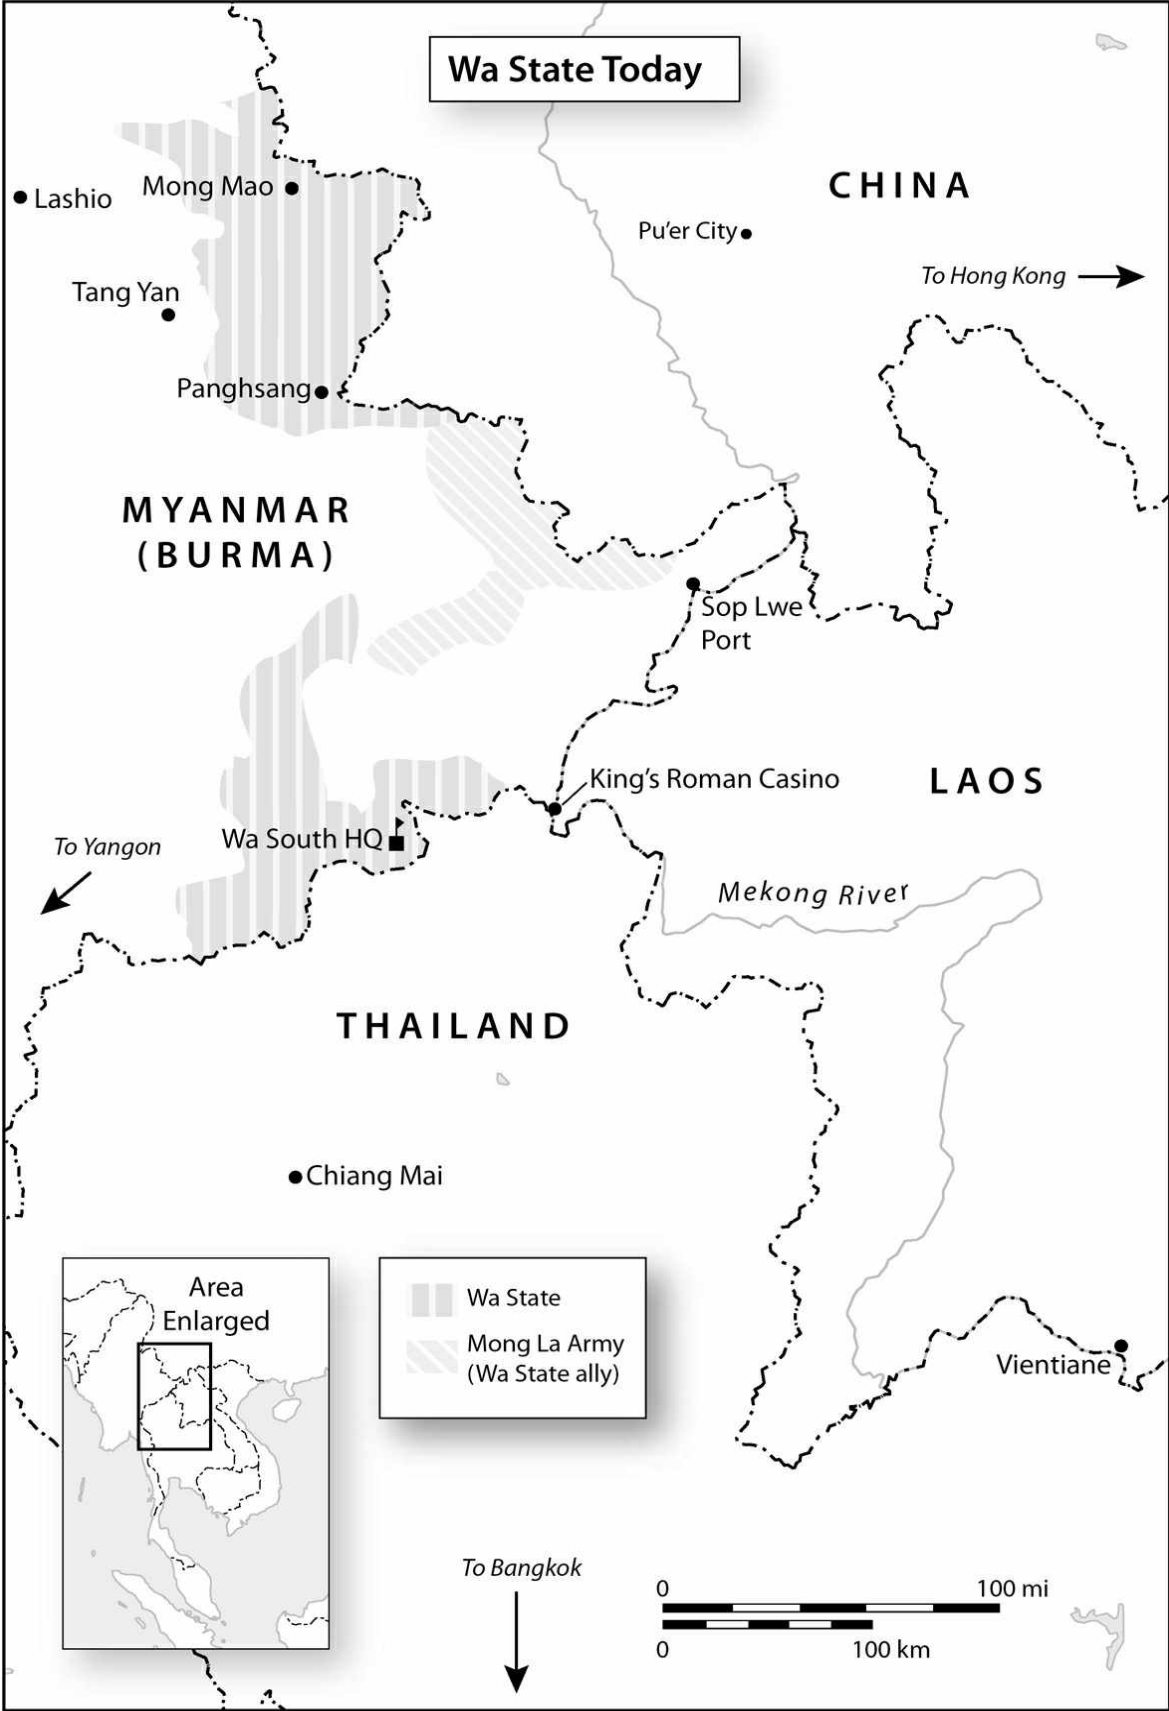 Wa State Today
CHINA
Mong Mao
Lashio
Pu’er City
To Hong Kong
Tang Yan
Panghsang
MYANMAR
(BURMA)
Sop Lwe
Port
King’s Roman Casino
LAOS
Wa South HQ
To Yangon
Mekong River
THAILAND
Chiang Mai
Area
Enlarged
Wa State
Mong La Army
(Wa State ally)
Vientiane
To Bangkok
0 100 mi
0 100 km